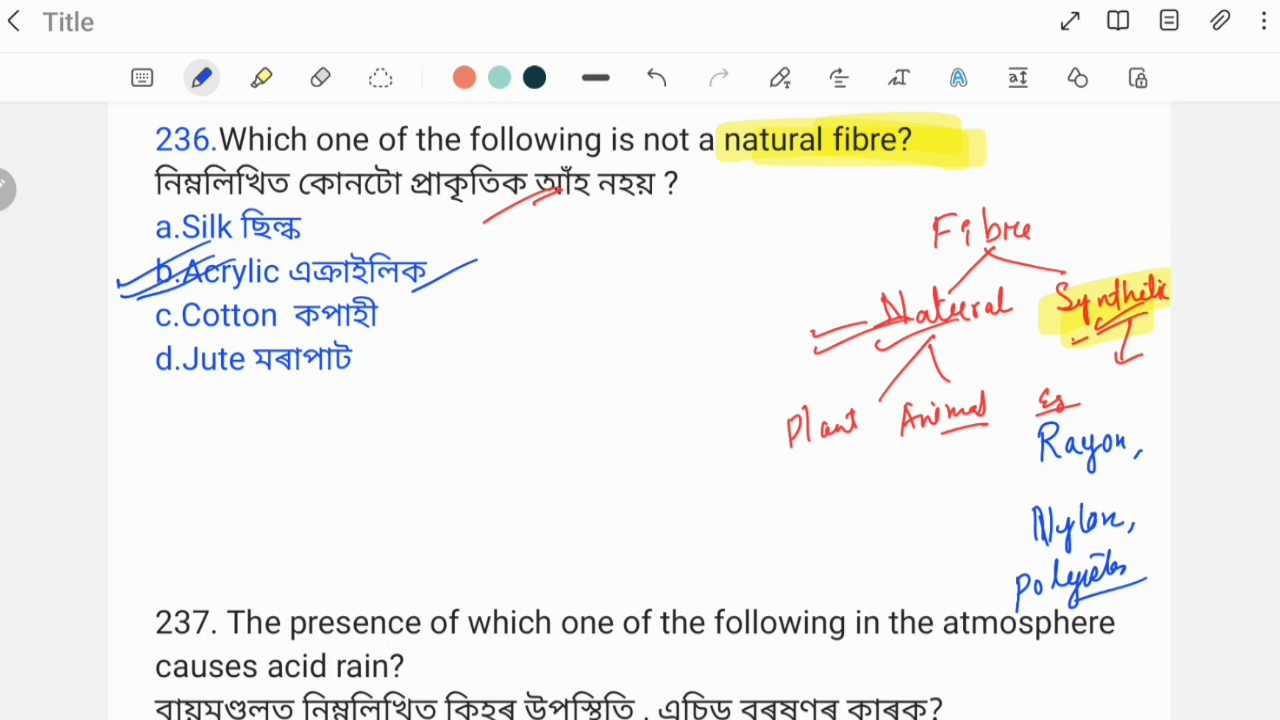 Title
236.Which one of the following is not a natural fibre?
নিম্নলিখিত কোনটো প্ৰাকৃতিক আঁহ নহয় ?
a.Silk ছিল্ক
b.Acrylic এক্ৰাইলিক
c.Cotton কপাহী
d.Jute মৰাপাট
Fibre
Natural Synthetic
Plant Animal
Eg
Rayon,
Nylon,
polyester
237. The presence of which one of the following in the atmosphere
causes acid rain?
বায়ুমণ্ডলত নিম্নলিখিত কিহৰ উপস্থিতি , এচিড বৰষুণৰ কাৰক?